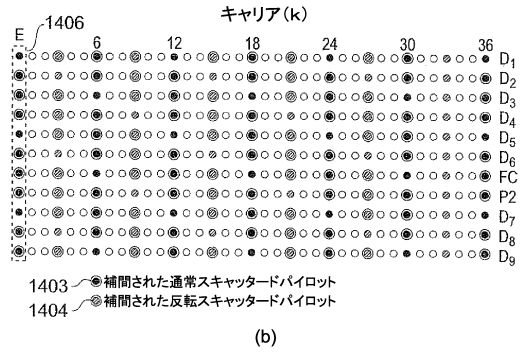 キャリア(k)
1406
E 6 12 18 24 30 36
D1
D2
D3
D4
D5
D6
FC
P2
D7
D8
D9
1403 補間された通常スキャッタードパイロット
1404 補間された反転スキャッタードパイロット
(b)